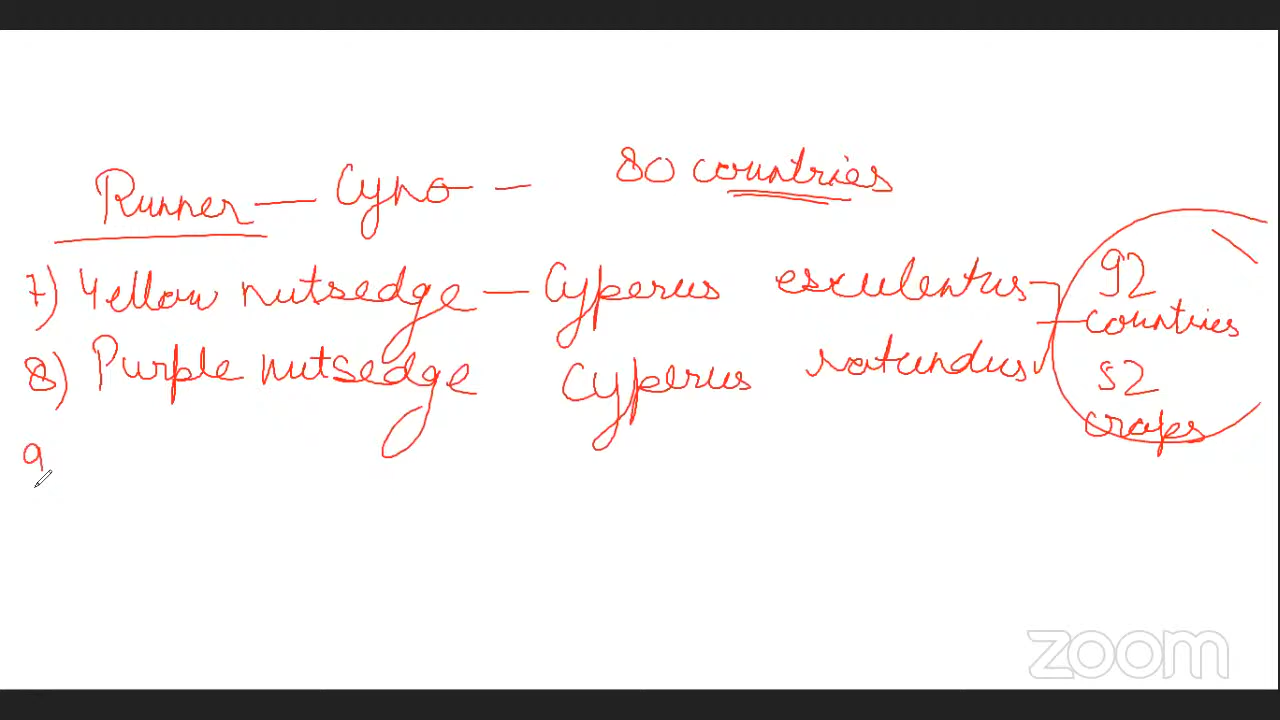 Runner — Cyno — 80 countries
7) Yellow nutsedge — Cyperus esculentus
92 countries
8) Purple nutsedge Cyperus rotundus
52 crops
9
zoom